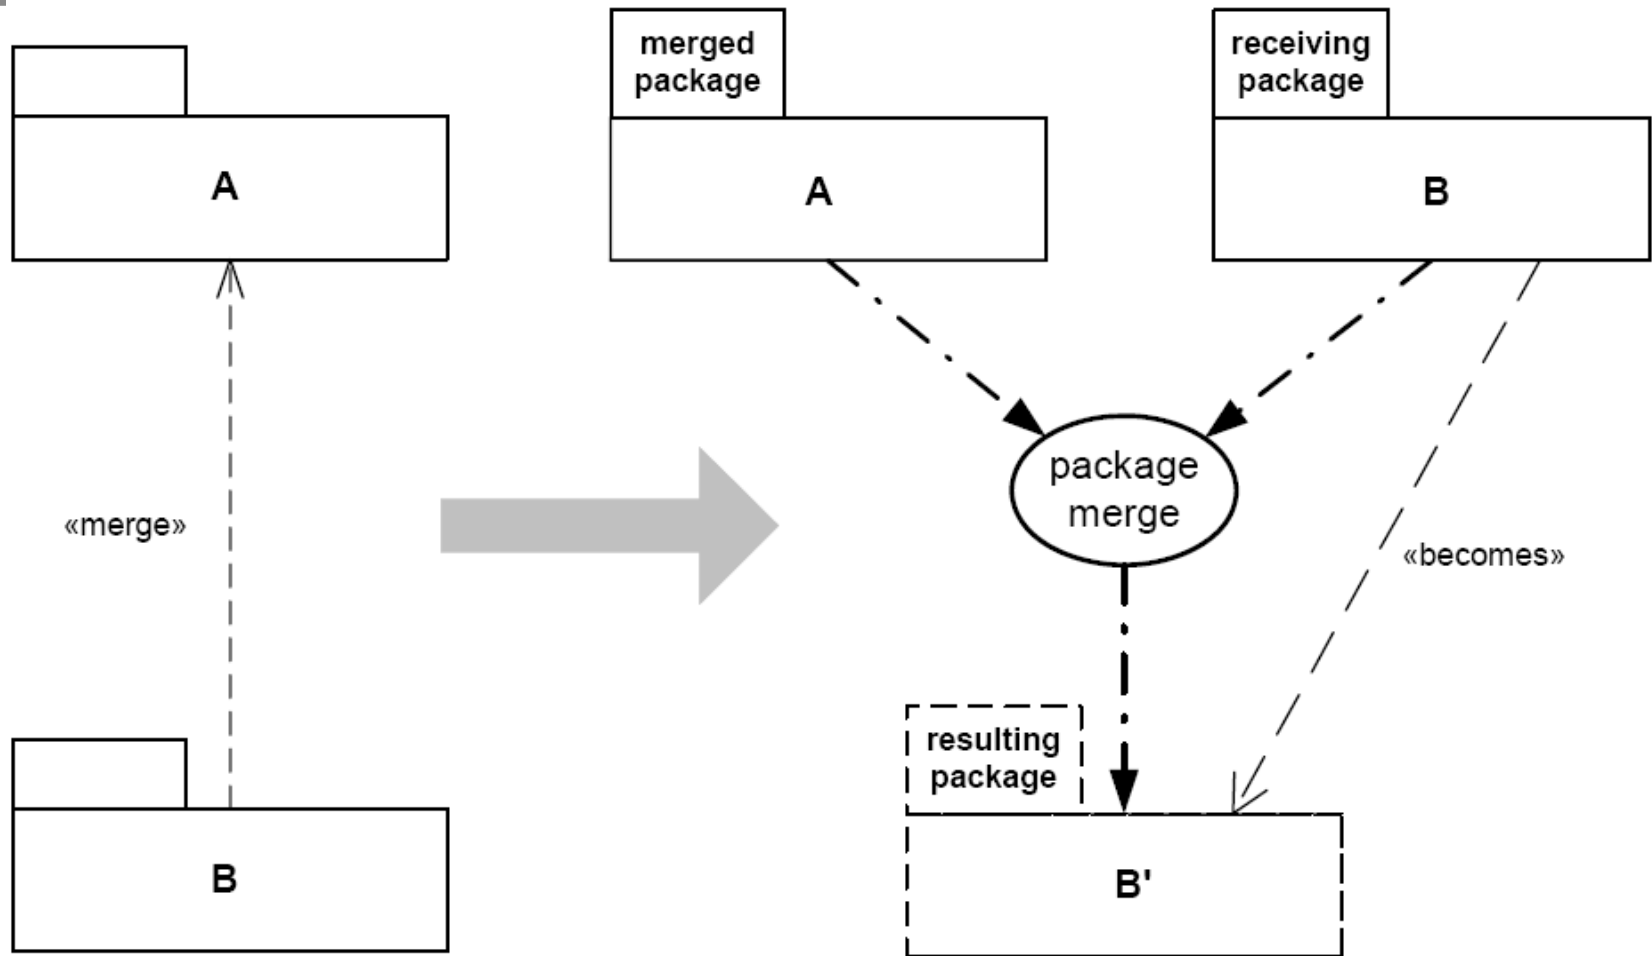 A
«merge»
B
merged
package
A
receiving
package
B
package
merge
«becomes»
resulting
package
B'